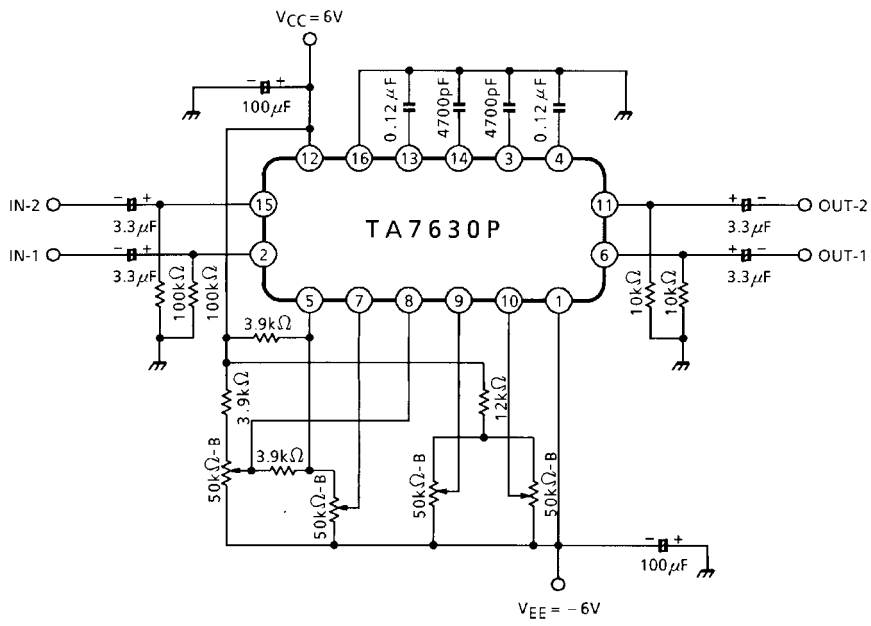 VCC = 6V
− +
100μF
0.12μF
4700pF
4700pF
0.12μF
12
16
13
14
3
4
IN-2
− +
3.3μF
15
TA7630P
11
+ −
3.3μF
OUT-2
IN-1
− +
3.3μF
2
6
+ −
3.3μF
OUT-1
100kΩ
100kΩ
10kΩ
10kΩ
5
7
8
9
10
1
3.9kΩ
3.9kΩ
12kΩ
50kΩ-B
3.9kΩ
50kΩ-B
50kΩ-B
50kΩ-B
− +
100μF
VEE = −6V